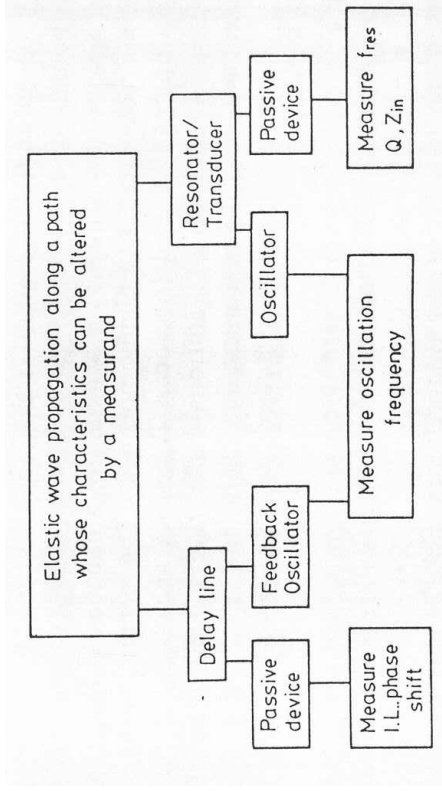 Elastic wave propagation along a path
whose characteristics can be altered
by a measurand
Delay line
Resonator/
Transducer
Passive
device
Feedback
Oscillator
Oscillator
Passive
device
Measure
I.L..phase
shift
Measure oscillation
frequency
Measure fres
Q , Zin